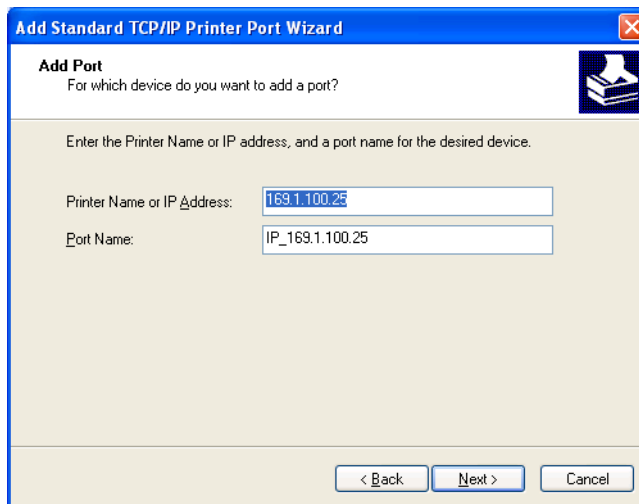 Add Standard TCP/IP Printer Port Wizard
Add Port
For which device do you want to add a port?
Enter the Printer Name or IP address, and a port name for the desired device.
Printer Name or IP Address: 169.1.100.25
Port Name: IP_169.1.100.25
< Back Next > Cancel